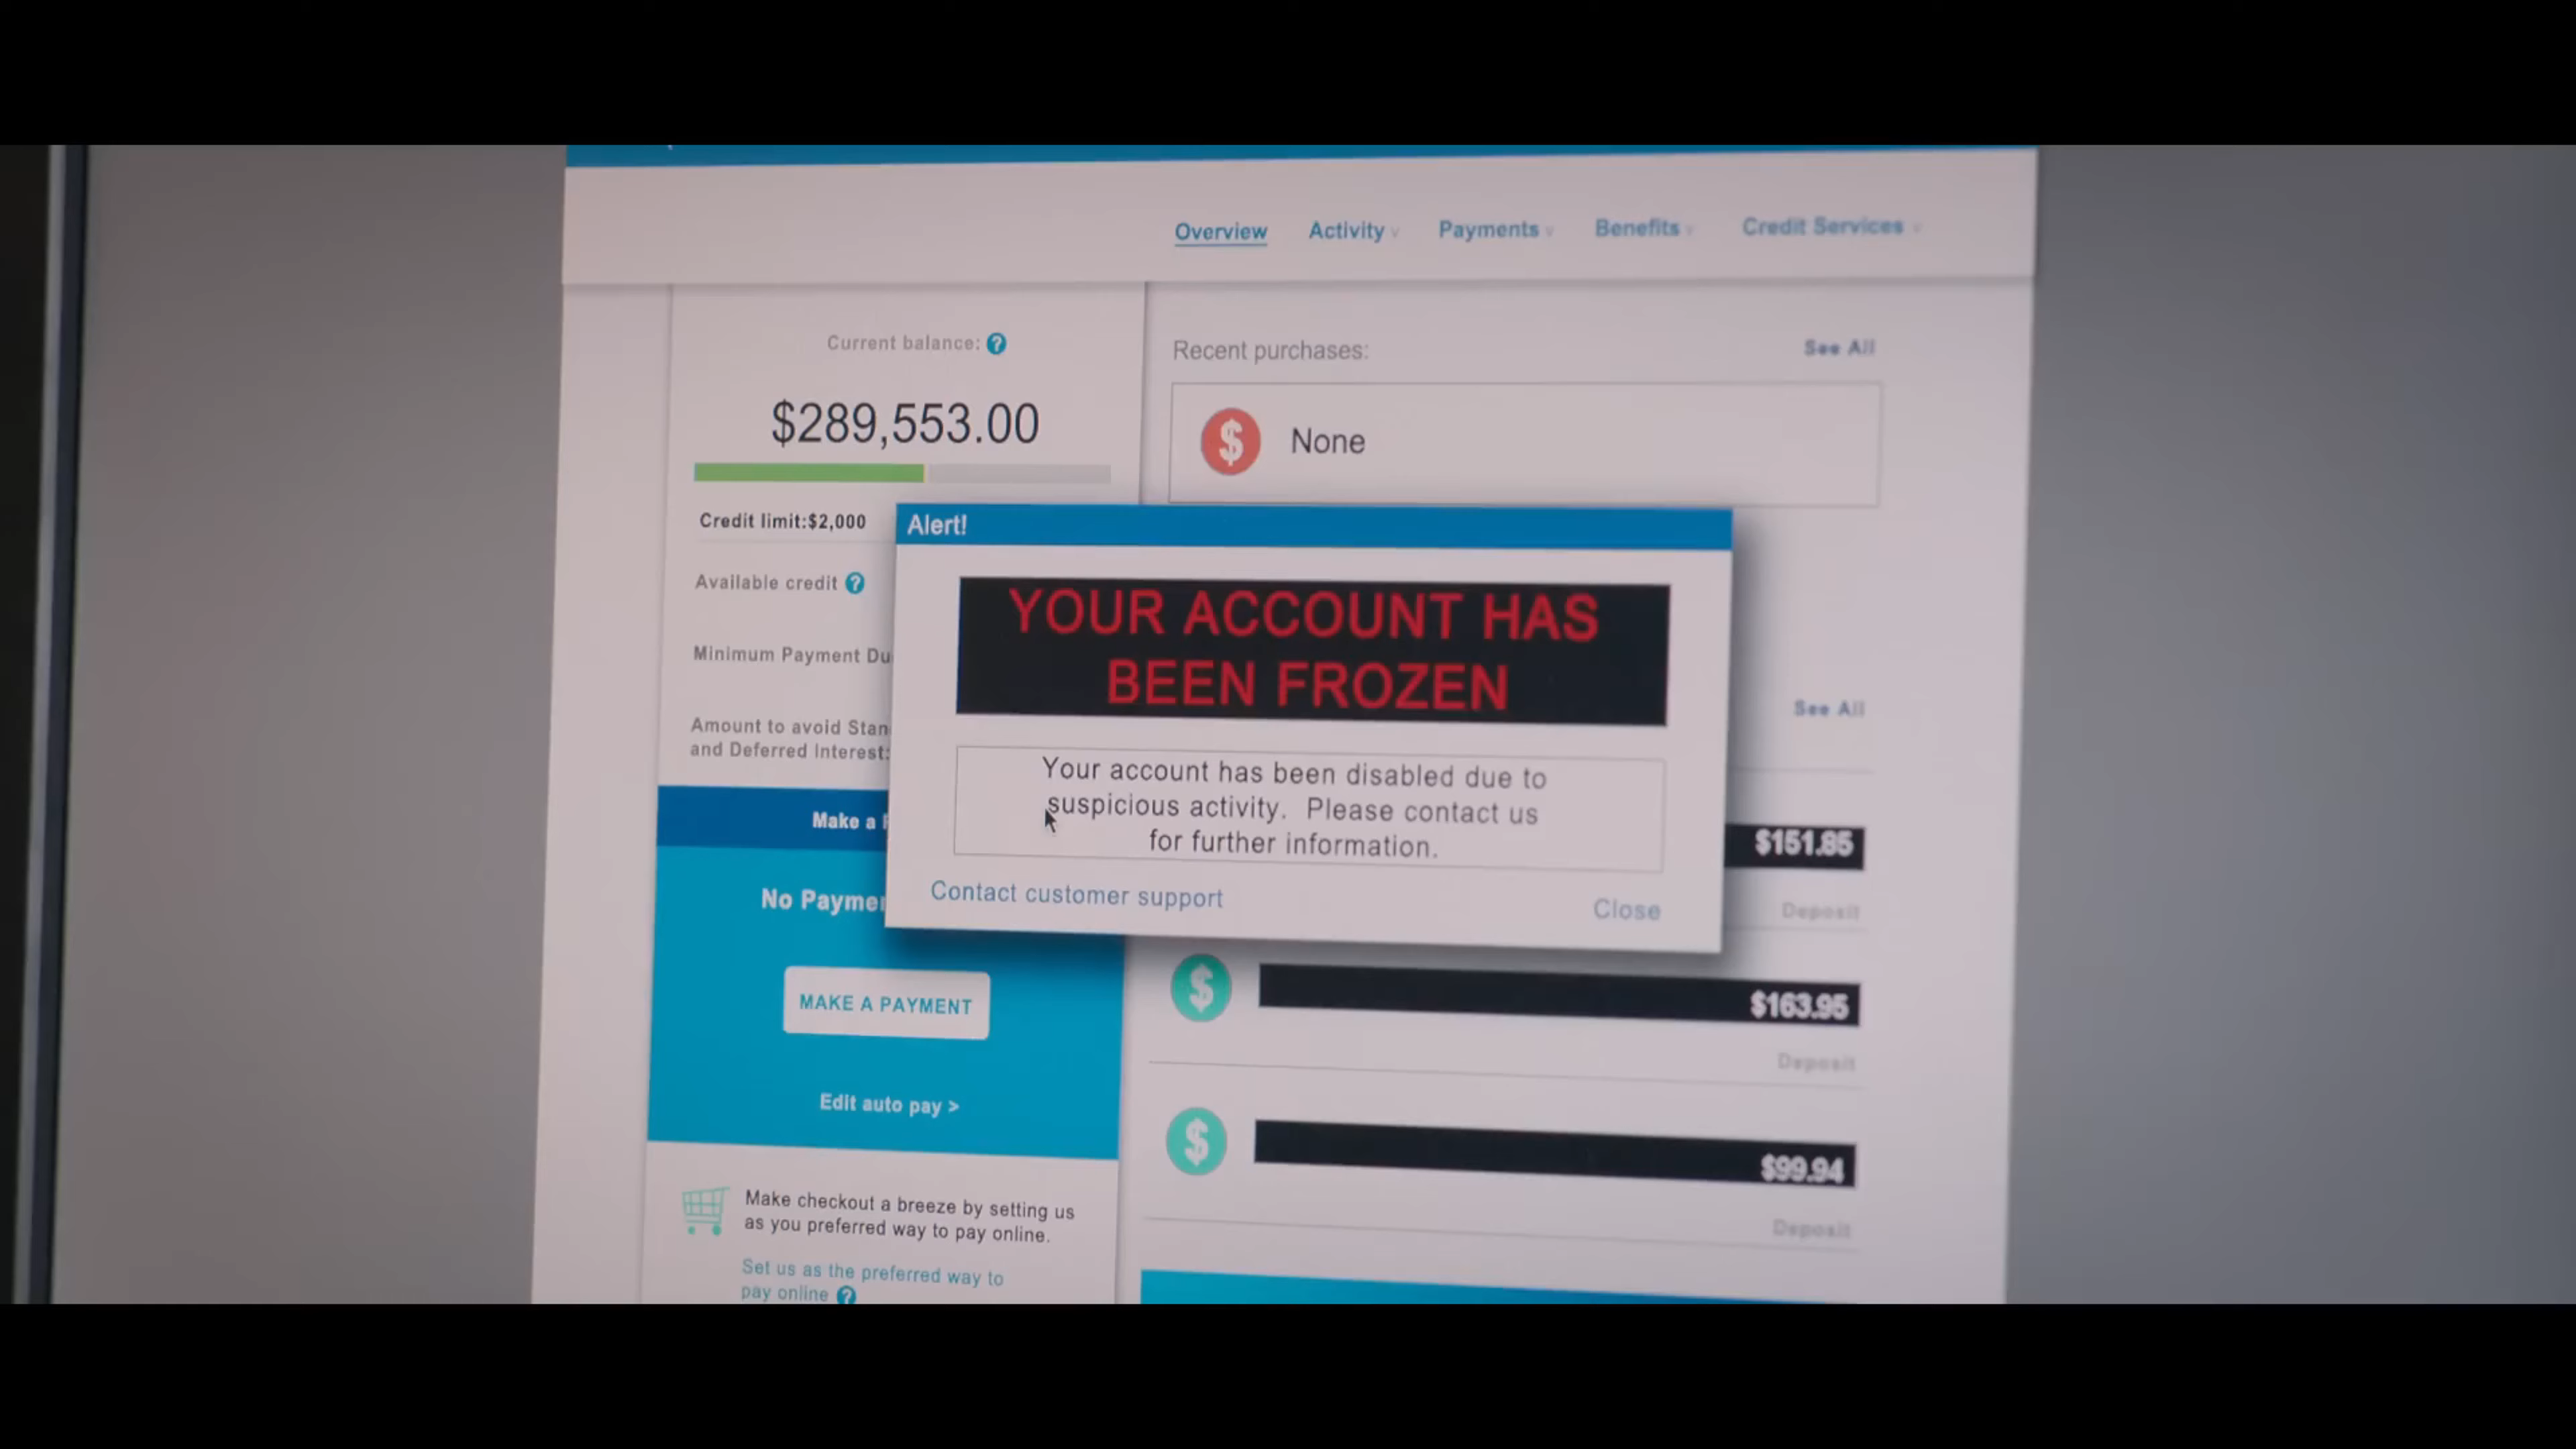 Overview Activity Payments Benefits Credit Services
Current balance: ?
$289,553.00
Credit limit:$2,000
Available credit ?
Minimum Payment Du
Amount to avoid Stan
and Deferred Interest:
Make a
No Paymen
MAKE A PAYMENT
Edit auto pay >
Make checkout a breeze by setting us
as you preferred way to pay online.
Set us as the preferred way to
pay online ?
Recent purchases: See All
$ None
Alert!
YOUR ACCOUNT HAS
BEEN FROZEN
Your account has been disabled due to
suspicious activity. Please contact us
for further information.
Contact customer support Close
See All
$151.85
Deposit
$ $163.95
Deposit
$ $99.94
Deposit